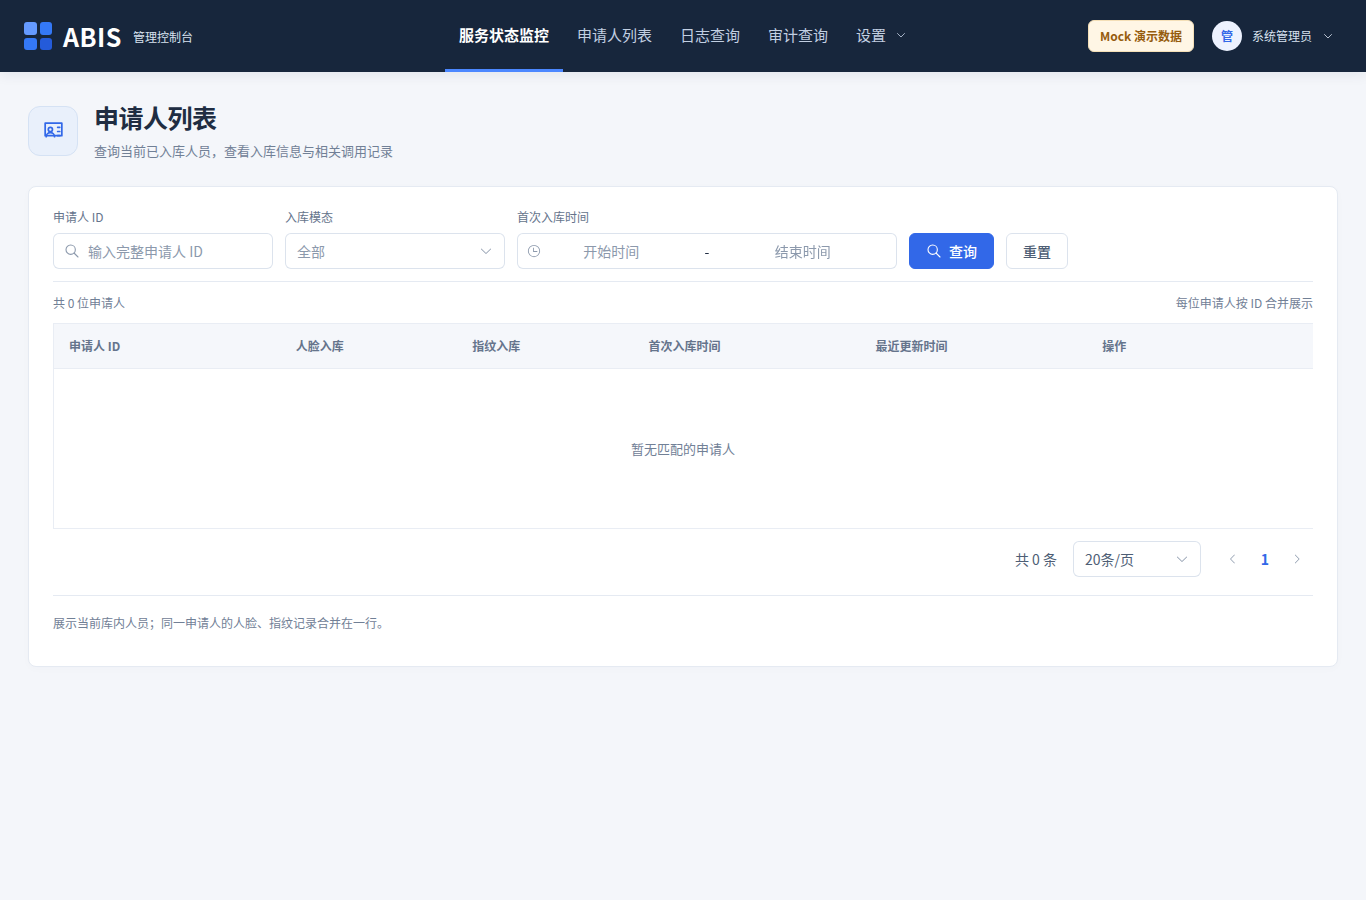 ABIS 管理控制台 服务状态监控 申请人列表 日志查询 审计查询 设置 Mock 演示数据 管 系统管理员
申请人列表
查询当前已入库人员，查看入库信息与相关调用记录
申请人 ID 入库模态 首次入库时间
输入完整申请人 ID 全部 开始时间 - 结束时间 查询 重置
共 0 位申请人 每位申请人按 ID 合并展示
申请人 ID 人脸入库 指纹入库 首次入库时间 最近更新时间 操作
暂无匹配的申请人
共 0 条 20条/页 1
展示当前库内人员；同一申请人的人脸、指纹记录合并在一行。